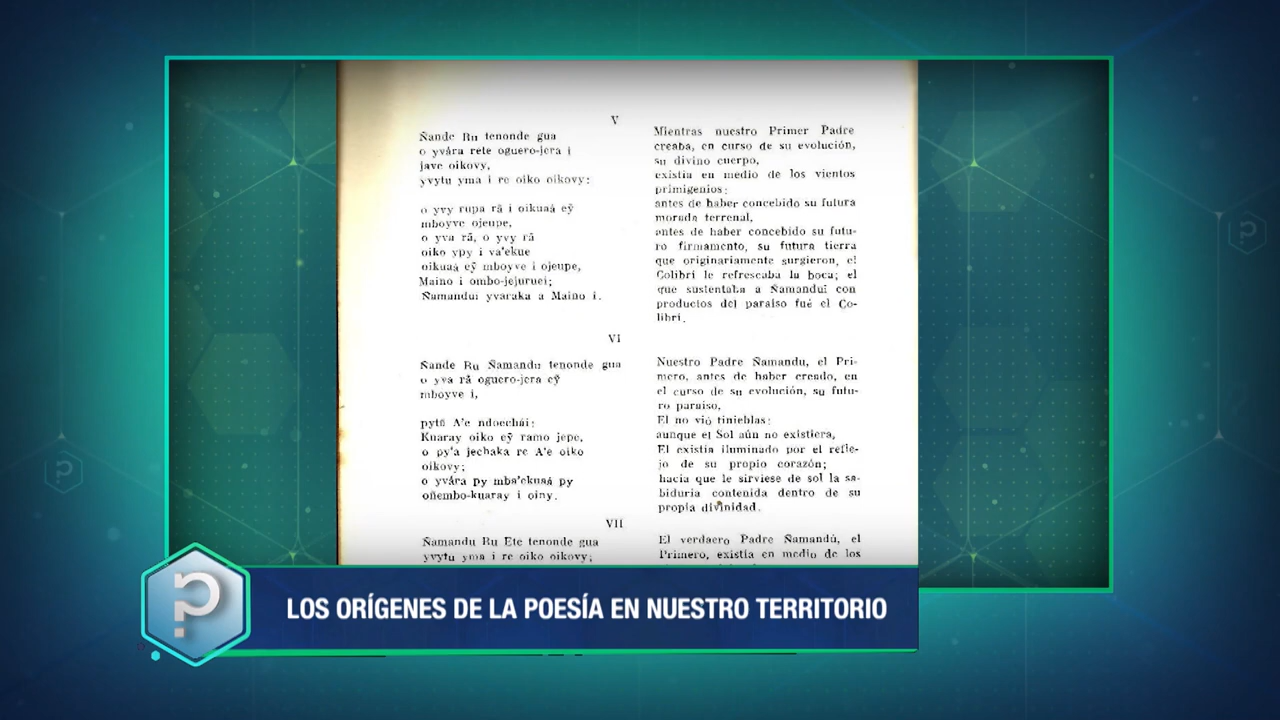 V
Ñande Ru tenonde gua
o yvára rete oguero-jera i
jave oikovy,
yvytu yma i re oiko oikovy:
o yvy rupa rã i oikuaá eỹ
mboyve ojeupe,
o yva rã, o yvy rã
oiko ypy i va'ekue
oikuaá eỹ mboyve i ojeupe,
Maino i ombo-jejuruei;
Ñamanduı yvaraka a Maino i.
Mientras nuestro Primer Padre
creaba, en curso de su evolución,
su divino cuerpo,
existía en medio de los vientos
primigenios:
antes de haber concebido su futura
morada terrenal,
antes de haber concebido su futu-
ro firmamento, su futura tierra
que originariamente surgieron, el
Colibrí le refrescaba la boca; el
que sustentaba a Ñamanduí con
productos del paraíso fué el Co-
librí.
VI
Ñande Ru Ñamandu tenonde gua
o yva rã oguero-jera eỹ
mboyve i,
pytũ A'e ndoechái:
Kuaray oiko eỹ ramo jepe,
o py'a jechaka re A'e oiko
oikovy;
o yvára py mba'ekuaá py
oñembo-kuaray i oiny.
Nuestro Padre Ñamandu, el Pri-
mero, antes de haber creado, en
el curso de su evolución, su futu-
ro paraíso,
El no vió tinieblas:
aunque el Sol aún no existiera,
El existía iluminado por el refle-
jo de su propio corazón;
hacía que le sirviese de sol la sa-
biduría contenida dentro de su
propia divinidad.
VII
Ñamandu Ru Ete tenonde gua
yvytu yma i re oiko oikovy;
El verdaero Padre Ñamandú, el
Primero, existía en medio de los
LOS ORÍGENES DE LA POESÍA EN NUESTRO TERRITORIO